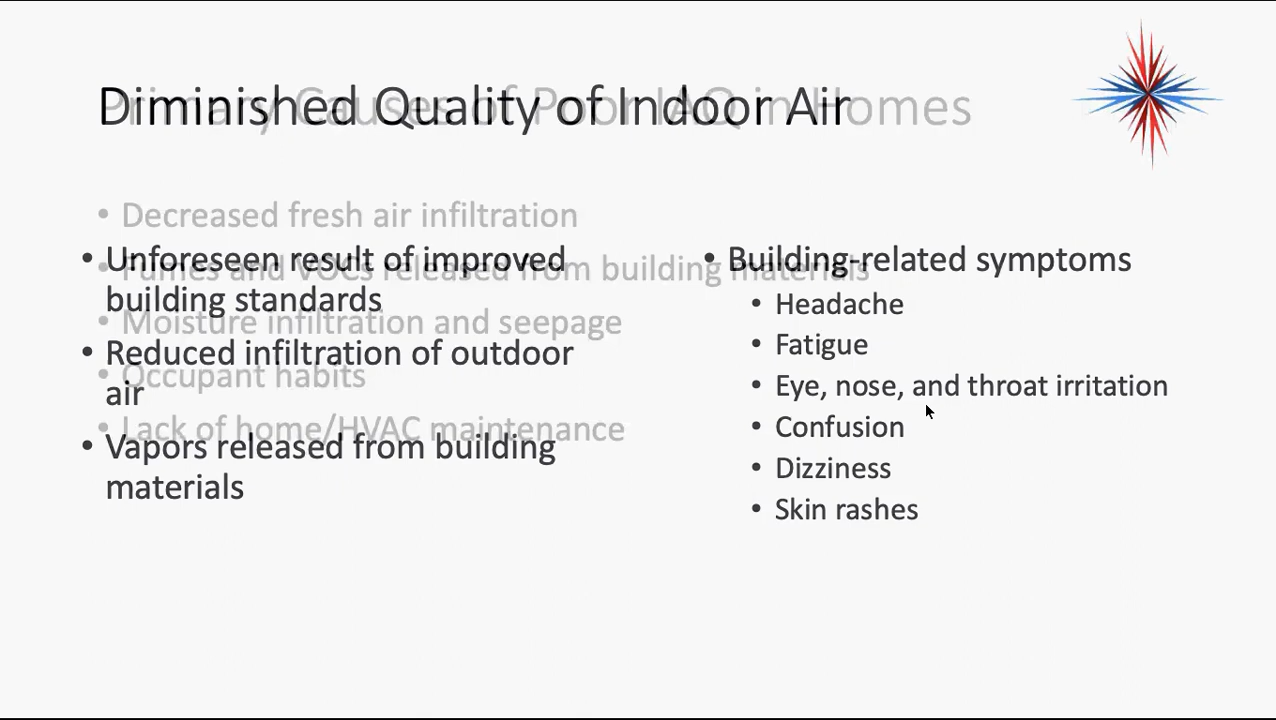 Diminished Quality of Indoor Air
Primary Causes of Poor IAQ in Homes
• Decreased fresh air infiltration
• Fumes and VOCs released from building materials
• Moisture infiltration and seepage
• Occupant habits
• Lack of home/HVAC maintenance
• Unforeseen result of improved
building standards
• Reduced infiltration of outdoor
air
• Vapors released from building
materials
• Building-related symptoms
• Headache
• Fatigue
• Eye, nose, and throat irritation
• Confusion
• Dizziness
• Skin rashes